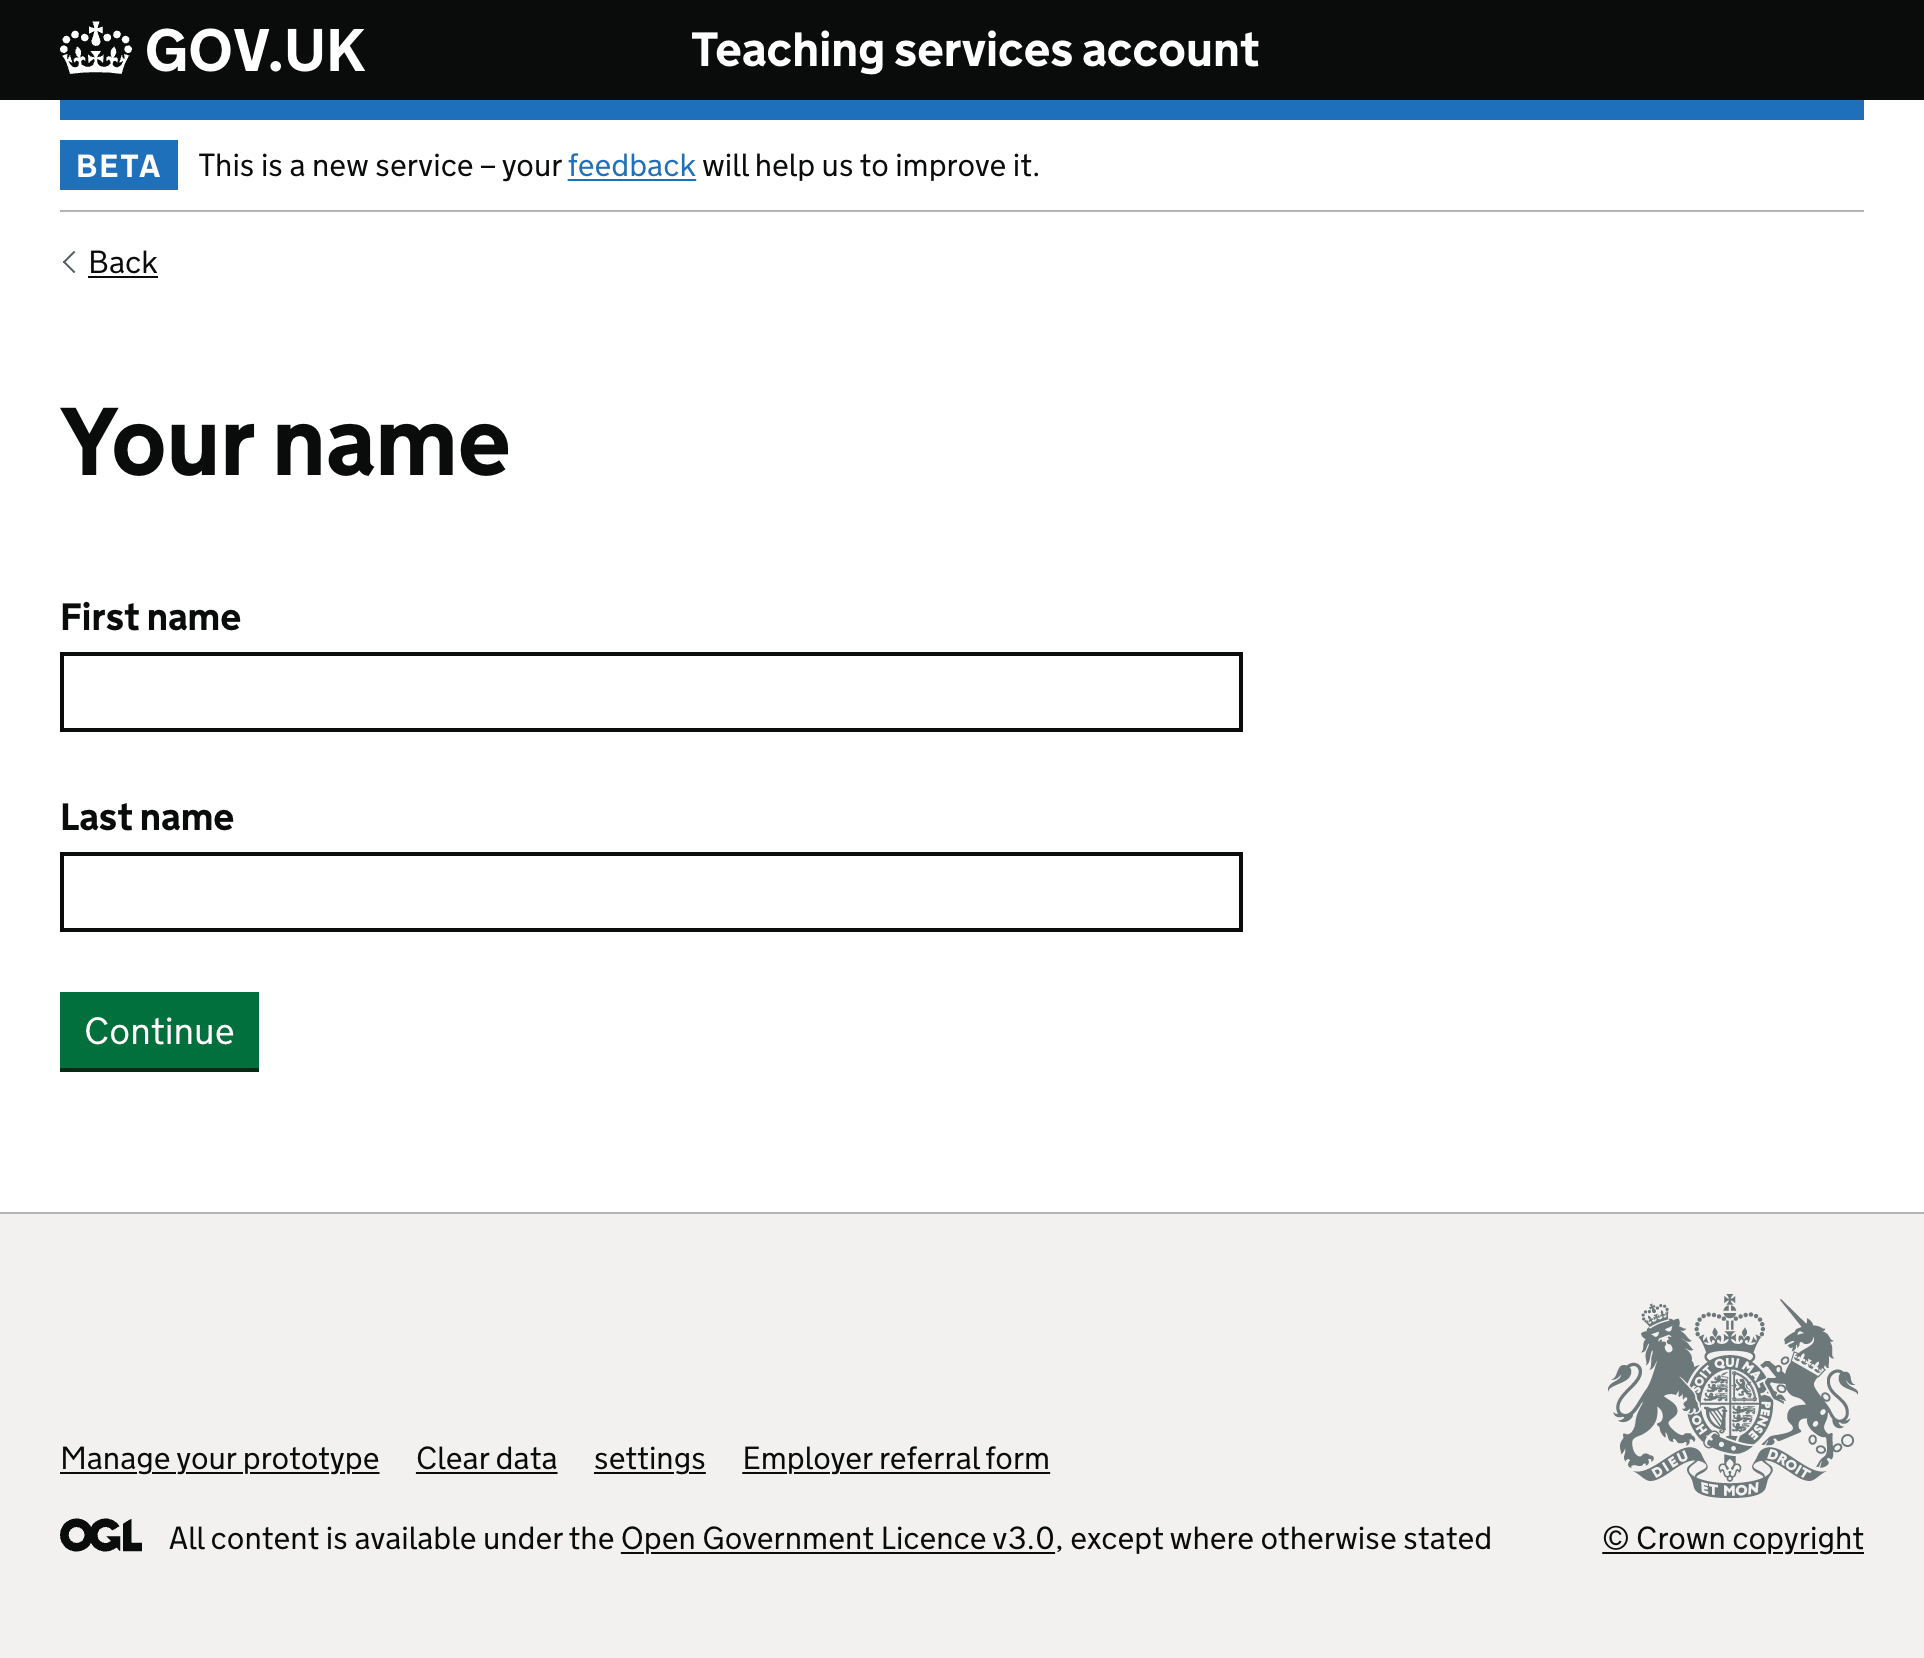 GOV.UK
Teaching services account
BETA
This is a new service – your feedback will help us to improve it.
Back
Your name
First name
Last name
Continue
Manage your prototype
Clear data
settings
Employer referral form
OGL
All content is available under the Open Government Licence v3.0, except where otherwise stated
SOIT QUI MAL Y PENSE
DIEU ET MON DROIT
© Crown copyright